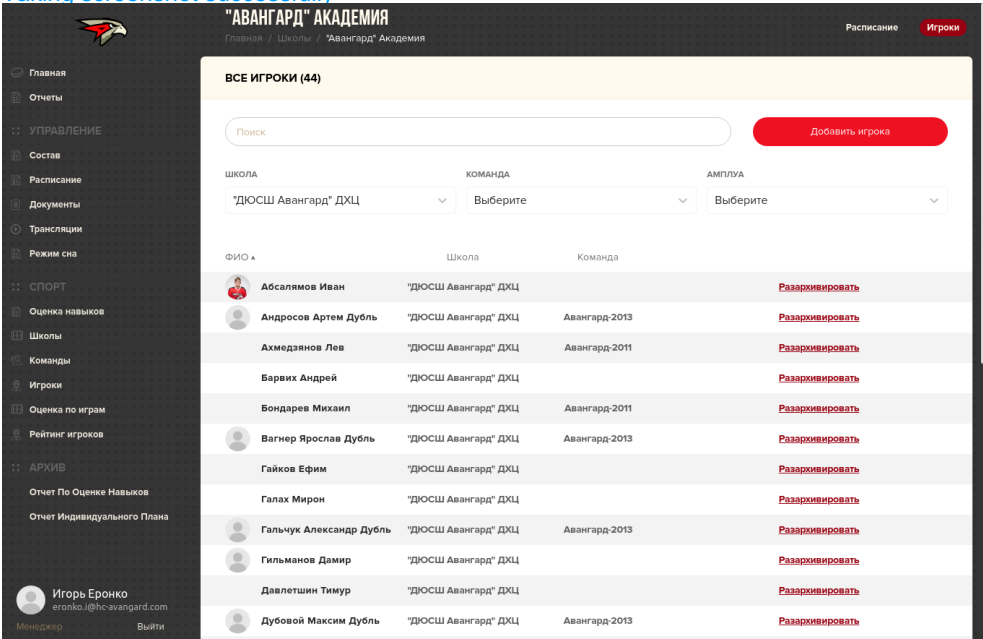 "АВАНГАРД" АКАДЕМИЯ
Главная / Школы / "Авангард" Академия
Расписание
Игроки
Главная
Отчеты
:: УПРАВЛЕНИЕ
Состав
Расписание
Документы
Трансляции
Режим сна
:: СПОРТ
Оценка навыков
Школы
Команды
Игроки
Оценка по играм
Рейтинг игроков
:: АРХИВ
Отчет По Оценке Навыков
Отчет Индивидуального Плана
Игорь Еронко
eronko.i@hc-avangard.com
Менеджер Выйти
ВСЕ ИГРОКИ (44)
Поиск
Добавить игрока
ШКОЛА КОМАНДА АМПЛУА
"ДЮСШ Авангард" ДХЦ Выберите Выберите
ФИО Школа Команда
Абсалямов Иван "ДЮСШ Авангард" ДХЦ Разархивировать
Андросов Артем Дубль "ДЮСШ Авангард" ДХЦ Авангард-2013 Разархивировать
Ахмедзянов Лев "ДЮСШ Авангард" ДХЦ Авангард-2011 Разархивировать
Барвих Андрей "ДЮСШ Авангард" ДХЦ Разархивировать
Бондарев Михаил "ДЮСШ Авангард" ДХЦ Авангард-2011 Разархивировать
Вагнер Ярослав Дубль "ДЮСШ Авангард" ДХЦ Авангард-2013 Разархивировать
Гайков Ефим "ДЮСШ Авангард" ДХЦ Разархивировать
Галах Мирон "ДЮСШ Авангард" ДХЦ Разархивировать
Гальчук Александр Дубль "ДЮСШ Авангард" ДХЦ Авангард-2013 Разархивировать
Гильманов Дамир "ДЮСШ Авангард" ДХЦ Разархивировать
Давлетшин Тимур "ДЮСШ Авангард" ДХЦ Разархивировать
Дубовой Максим Дубль "ДЮСШ Авангард" ДХЦ Авангард-2013 Разархивировать